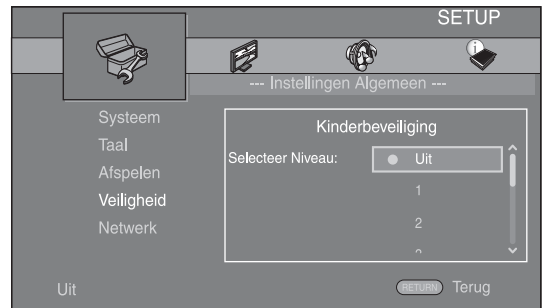 SETUP
--- Instellingen Algemeen ---
Systeem
Taal
Afspelen
Veiligheid
Netwerk
Kinderbeveiliging
Selecteer Niveau:
Uit
1
2
Uit
RETURN Terug